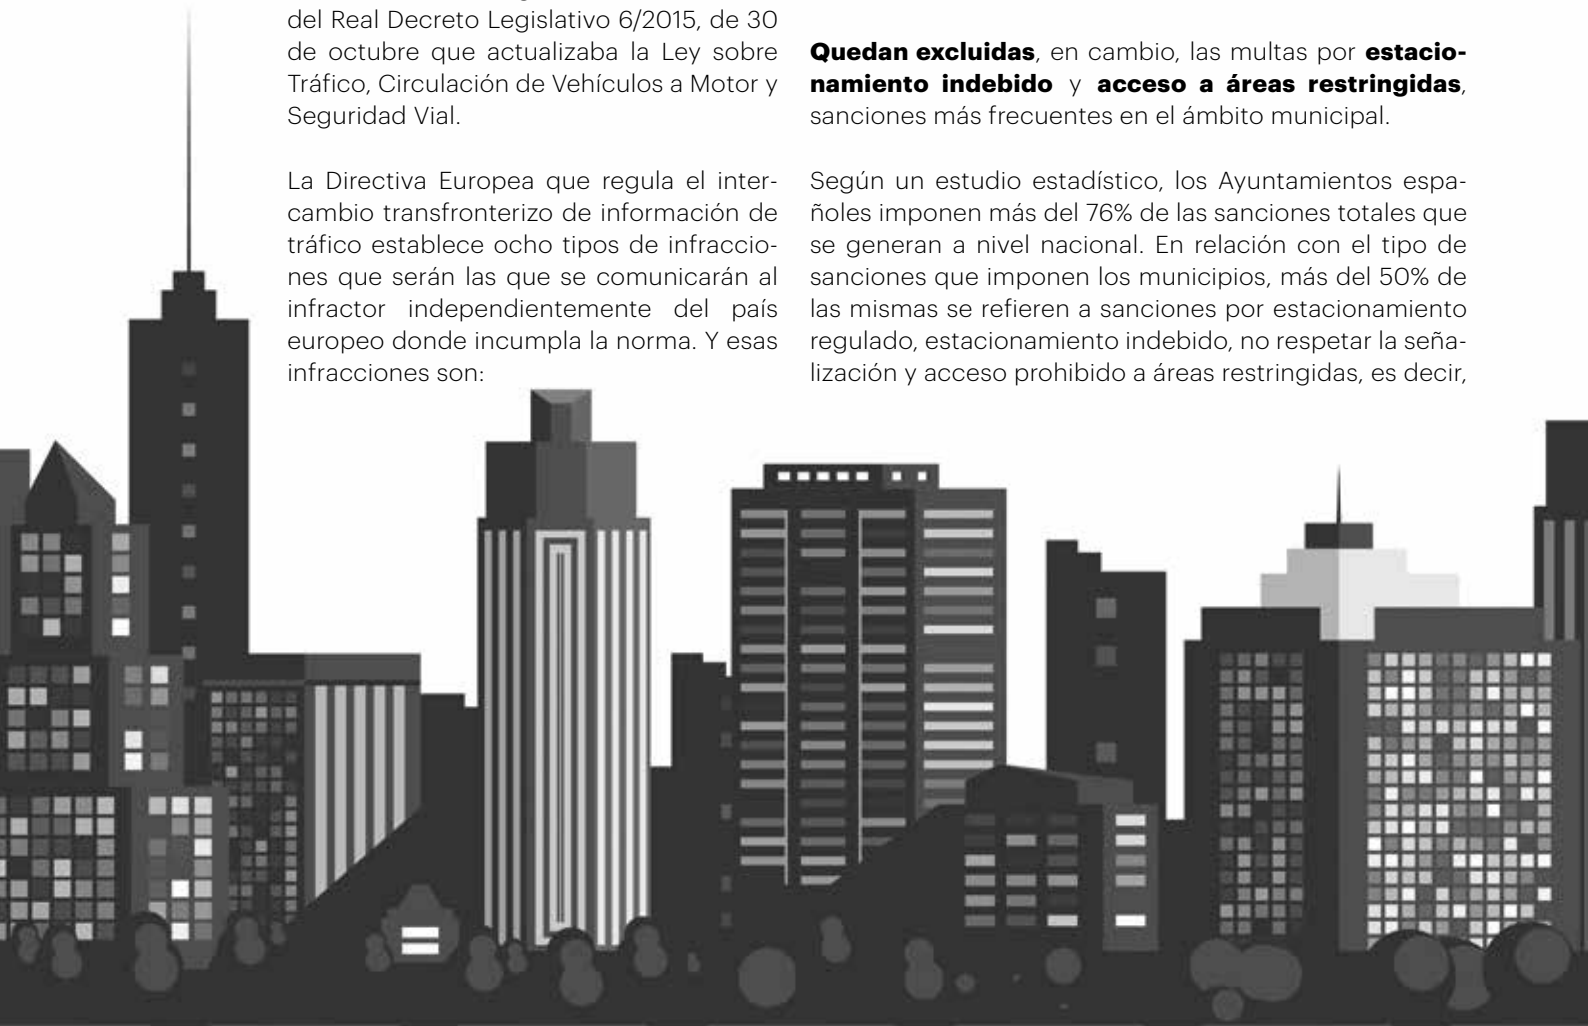 del Real Decreto Legislativo 6/2015, de 30
de octubre que actualizaba la Ley sobre
Tráfico, Circulación de Vehículos a Motor y
Seguridad Vial.
La Directiva Europea que regula el inter-
cambio transfronterizo de información de
tráfico establece ocho tipos de infraccio-
nes que serán las que se comunicarán al
infractor independientemente del país
europeo donde incumpla la norma. Y esas
infracciones son:
Quedan excluidas, en cambio, las multas por estacio-
namiento indebido y acceso a áreas restringidas,
sanciones más frecuentes en el ámbito municipal.
Según un estudio estadístico, los Ayuntamientos espa-
ñoles imponen más del 76% de las sanciones totales que
se generan a nivel nacional. En relación con el tipo de
sanciones que imponen los municipios, más del 50% de
las mismas se refieren a sanciones por estacionamiento
regulado, estacionamiento indebido, no respetar la seña-
lización y acceso prohibido a áreas restringidas, es decir,